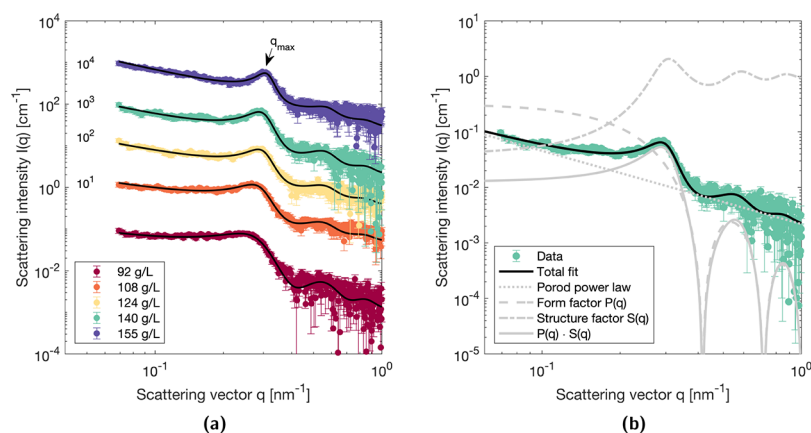 10^4
10^2
10^0
10^-2
10^-4
Scattering intensity I(q) [cm^-1]
q_max
10^4
10^3
10^2
10^1
92 g/L
108 g/L
124 g/L
140 g/L
155 g/L
10^-1
10^0
Scattering vector q [nm^-1]
(a)
10^1
10^0
10^-1
10^-2
10^-3
10^-4
10^-5
Scattering intensity I(q) [cm^-1]
Data
Total fit
Porod power law
Form factor P(q)
Structure factor S(q)
P(q) · S(q)
10^-1
10^0
Scattering vector q [nm^-1]
(b)